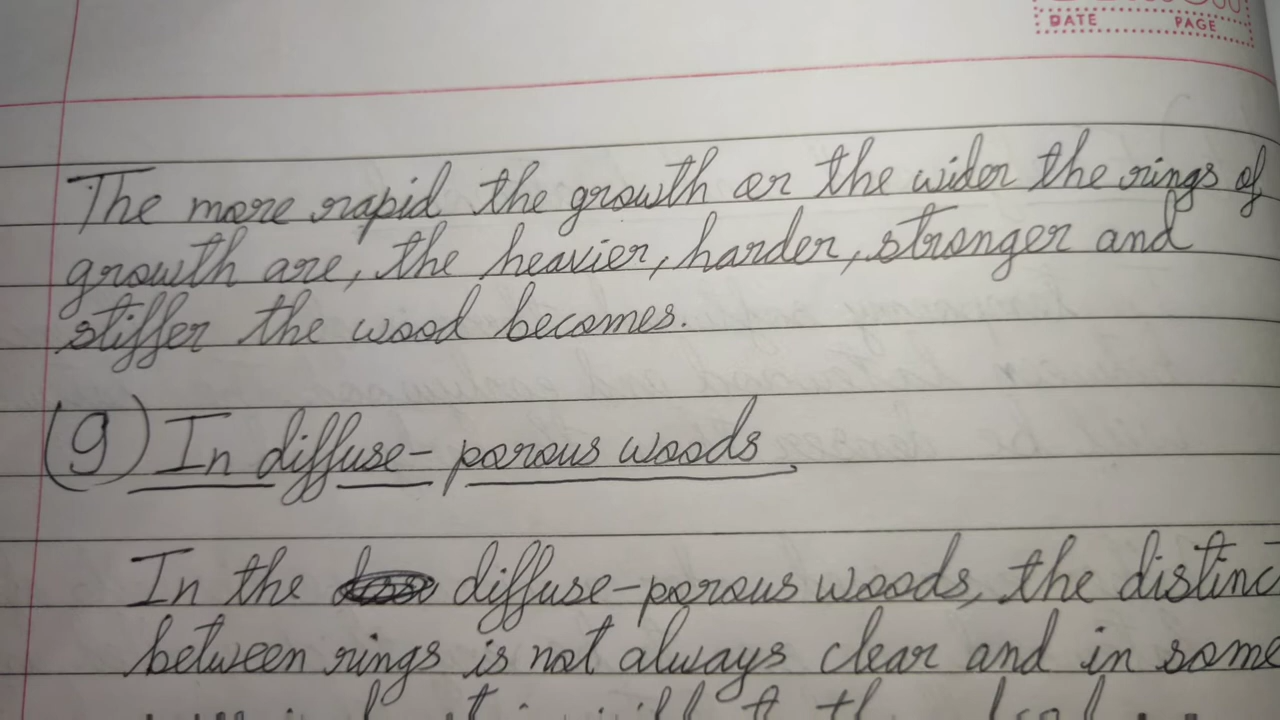 DATE PAGE
The more rapid the growth or the wider the rings of
growth are, the heavier, harder, stronger and
stiffer the wood becomes.
(9) In diffuse-porous woods
In the diffuse-porous woods, the distinc
between rings is not always clear and in some